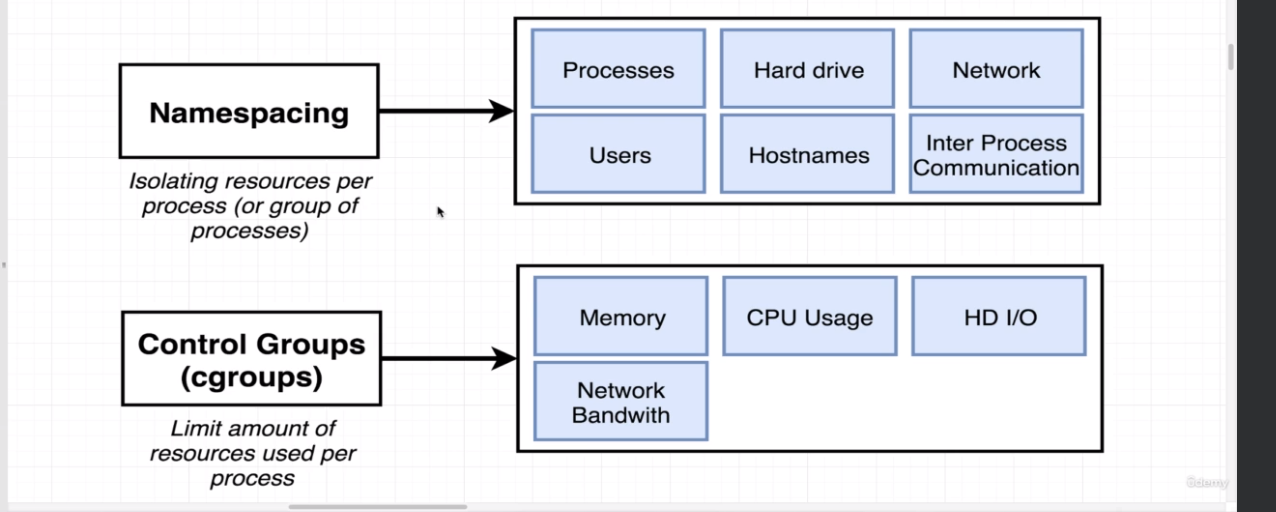 Namespacing
Isolating resources per
process (or group of
processes)
Processes
Hard drive
Network
Users
Hostnames
Inter Process
Communication
Control Groups
(cgroups)
Limit amount of
resources used per
process
Memory
CPU Usage
HD I/O
Network
Bandwith
Udemy